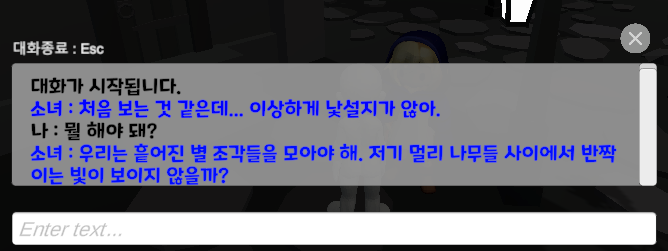 대화종료 : Esc
대화가 시작됩니다.
소녀 : 처음 보는 것 같은데... 이상하게 낯설지가 않아.
나 : 뭘 해야 돼?
소녀 : 우리는 흩어진 별 조각들을 모아야 해. 저기 멀리 나무들 사이에서 반짝
이는 빛이 보이지 않을까?
Enter text...